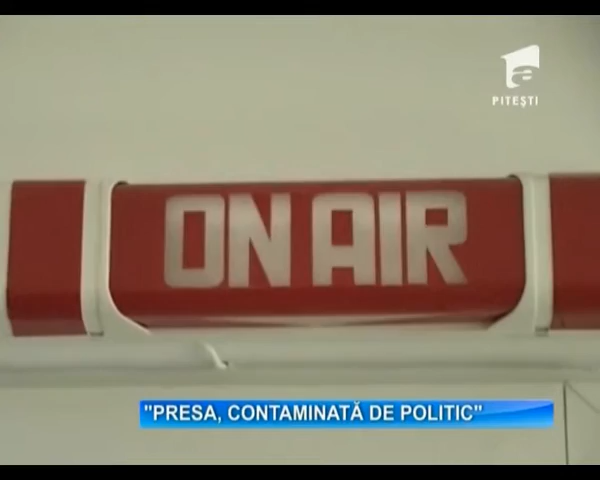 PITEȘTI
ON AIR
"PRESA, CONTAMINATĂ DE POLITIC"